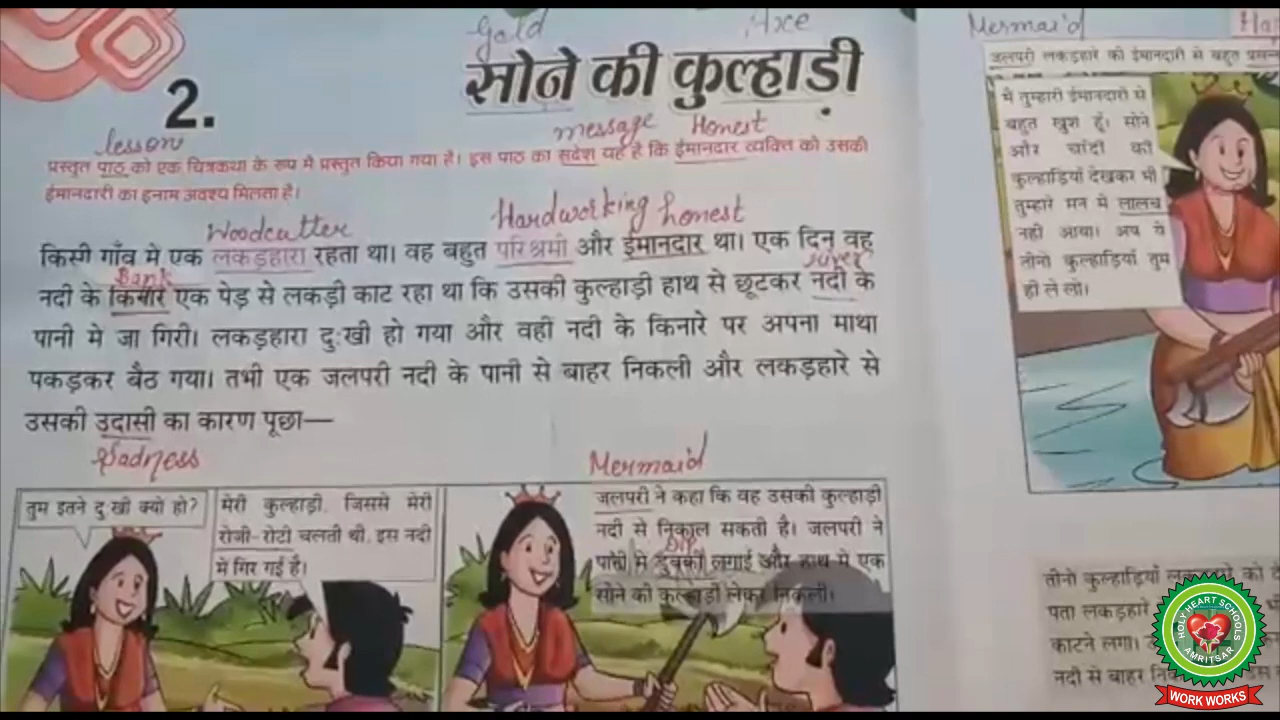 Gold Axe
2. सोने की कुल्हाड़ी
lesson message Honest
प्रस्तुत पाठ को एक चित्रकथा के रूप में प्रस्तुत किया गया है। इस पाठ का संदेश यह है कि ईमानदार व्यक्ति को उसकी
ईमानदारी का इनाम अवश्य मिलता है।
Woodcutter Hardworking honest
किसी गाँव में एक लकड़हारा रहता था। वह बहुत परिश्रमी और ईमानदार था। एक दिन वह
Bank river
नदी के किनारे एक पेड़ से लकड़ी काट रहा था कि उसकी कुल्हाड़ी हाथ से छूटकर नदी के
पानी में जा गिरी। लकड़हारा दुःखी हो गया और वहीं नदी के किनारे पर अपना माथा
पकड़कर बैठ गया। तभी एक जलपरी नदी के पानी से बाहर निकली और लकड़हारे से
उसकी उदासी का कारण पूछा—
Sadness Mermaid
तुम इतने दुःखी क्यों हो?
मेरी कुल्हाड़ी, जिससे मेरी
रोजी-रोटी चलती थी, इस नदी
में गिर गई है।
जलपरी ने कहा कि वह उसकी कुल्हाड़ी
नदी से निकाल सकती है। जलपरी ने
Dip
पानी में डुबकी लगाई और हाथ में एक
सोने की कुल्हाड़ी लेकर निकली।
Mermaid
जलपरी लकड़हारे की ईमानदारी से बहुत प्रसन्न
मैं तुम्हारी ईमानदारी से
बहुत खुश हूँ। सोने
और चांदी की
कुल्हाड़ियाँ देखकर भी
तुम्हारे मन में लालच
नहीं आया। अब ये
तीनों कुल्हाड़ियाँ तुम
ही ले लो।
तीनों कुल्हाड़ियाँ
पता लकड़हारे
काटने लगा।
नदी से बाहर
HOLY HEART SCHOOLS
AMRITSAR
WORK WORKS